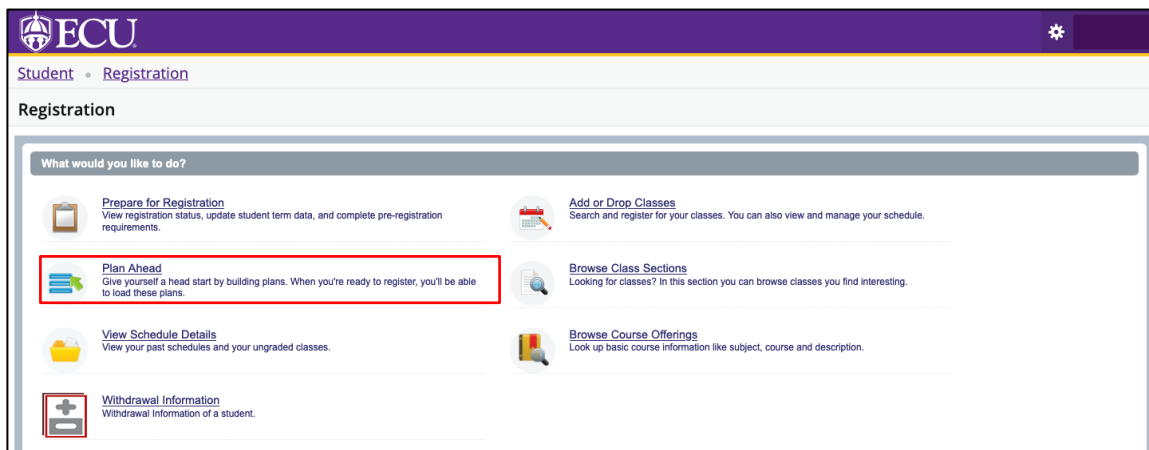 ECU
Student • Registration
Registration
What would you like to do?
Prepare for Registration
View registration status, update student term data, and complete pre-registration
requirements.
Plan Ahead
Give yourself a head start by building plans. When you're ready to register, you'll be able
to load these plans.
View Schedule Details
View your past schedules and your ungraded classes.
Withdrawal Information
Withdrawal Information of a student.
Add or Drop Classes
Search and register for your classes. You can also view and manage your schedule.
Browse Class Sections
Looking for classes? In this section you can browse classes you find interesting.
Browse Course Offerings
Look up basic course information like subject, course and description.